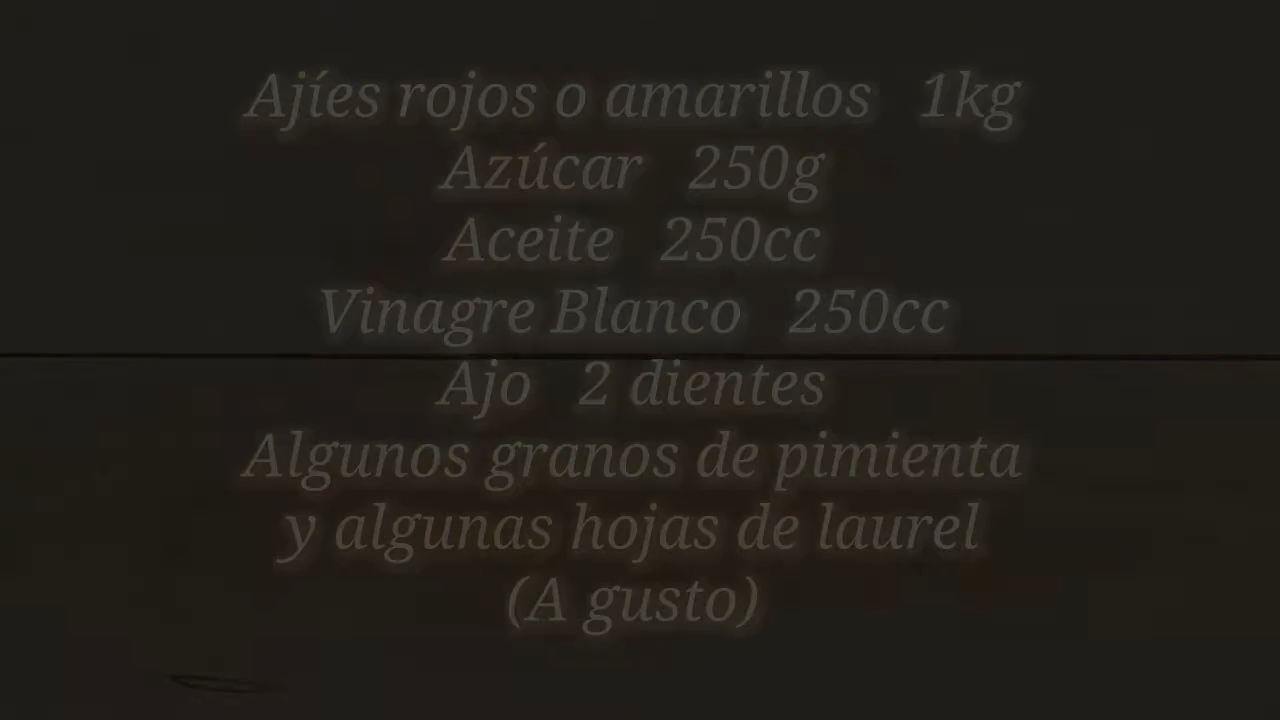 Ajíes rojos o amarillos 1kg
Azúcar 250g
Aceite 250cc
Vinagre Blanco 250cc
Ajo 2 dientes
Algunos granos de pimienta
y algunas hojas de laurel
(A gusto)